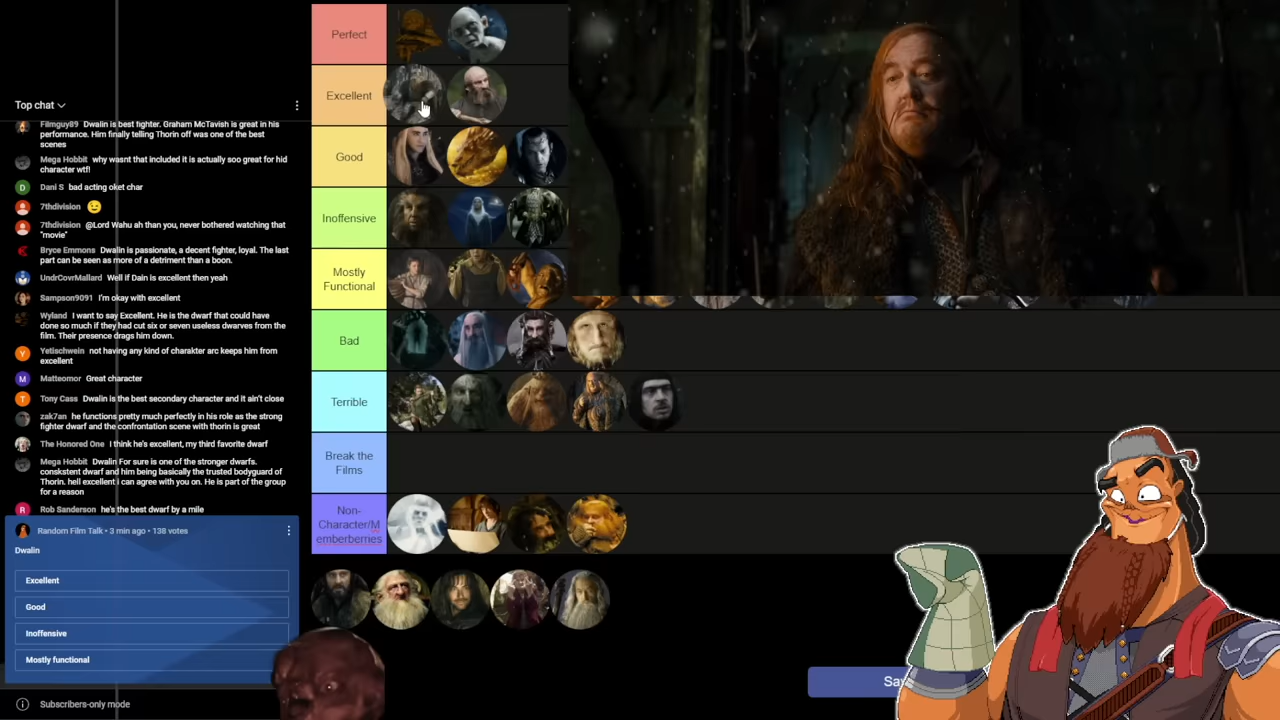 Top chat
Filmguy89 Dwalin is best fighter. Graham McTavish is great in his
performance. Him finally telling Thorin off was one of the best
scenes
Mega Hobbit why wasnt that included it is actually soo great for hid
character wtf!
D Dani S bad acting oket char
7thdivision
7thdivision @Lord Wahu ah than you, never bothered watching that
"movie"
Bryce Emmons Dwalin is passionate, a decent fighter, loyal. The last
part can be seen as more of a detriment than a boon.
UndrCovrMallard Well if Dain is excellent then yeah
Sampson9091 I'm okay with excellent
Wyland I want to say Excellent. He is the dwarf that could have
done so much if they had cut six or seven useless dwarves from the
film. Their presence drags him down.
Y Yetischwein not having any kind of charakter arc keeps him from
excellent
M Matteomor Great character
T Tony Cass Dwalin is the best secondary character and it ain't close
zak7an he functions pretty much perfectly in his role as the strong
fighter dwarf and the confrontation scene with thorin is great
The Honored One I think he's excellent, my third favorite dwarf
Mega Hobbit Dwalin For sure is one of the stronger dwarfs.
conskstent dwarf and him being basically the trusted bodyguard of
Thorin. hell excellent i can agree with you on. He is part of the group
for a reason
R Rob Sanderson he's the best dwarf by a mile
Random Film Talk • 3 min ago • 138 votes
Dwalin
Excellent
Good
Inoffensive
Mostly functional
Subscribers-only mode
Perfect
Excellent
Good
Inoffensive
Mostly
Functional
Bad
Terrible
Break the
Films
Non-
Character/M
emberbernes